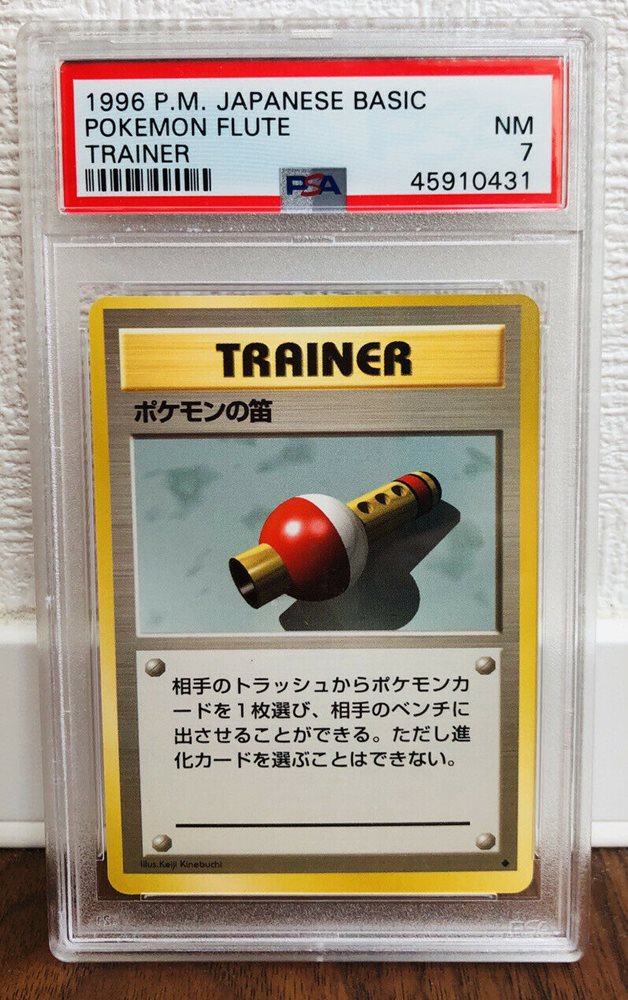 1996 P.M. JAPANESE BASIC
POKEMON FLUTE NM
TRAINER 7
PSA 45910431
TRAINER
ポケモンの笛
相手のトラッシュからポケモンカ
ードを1枚選び、相手のベンチに
出させることができる。ただし進
化カードを選ぶことはできない。
Illus.Keiji Kinebuchi
PSA